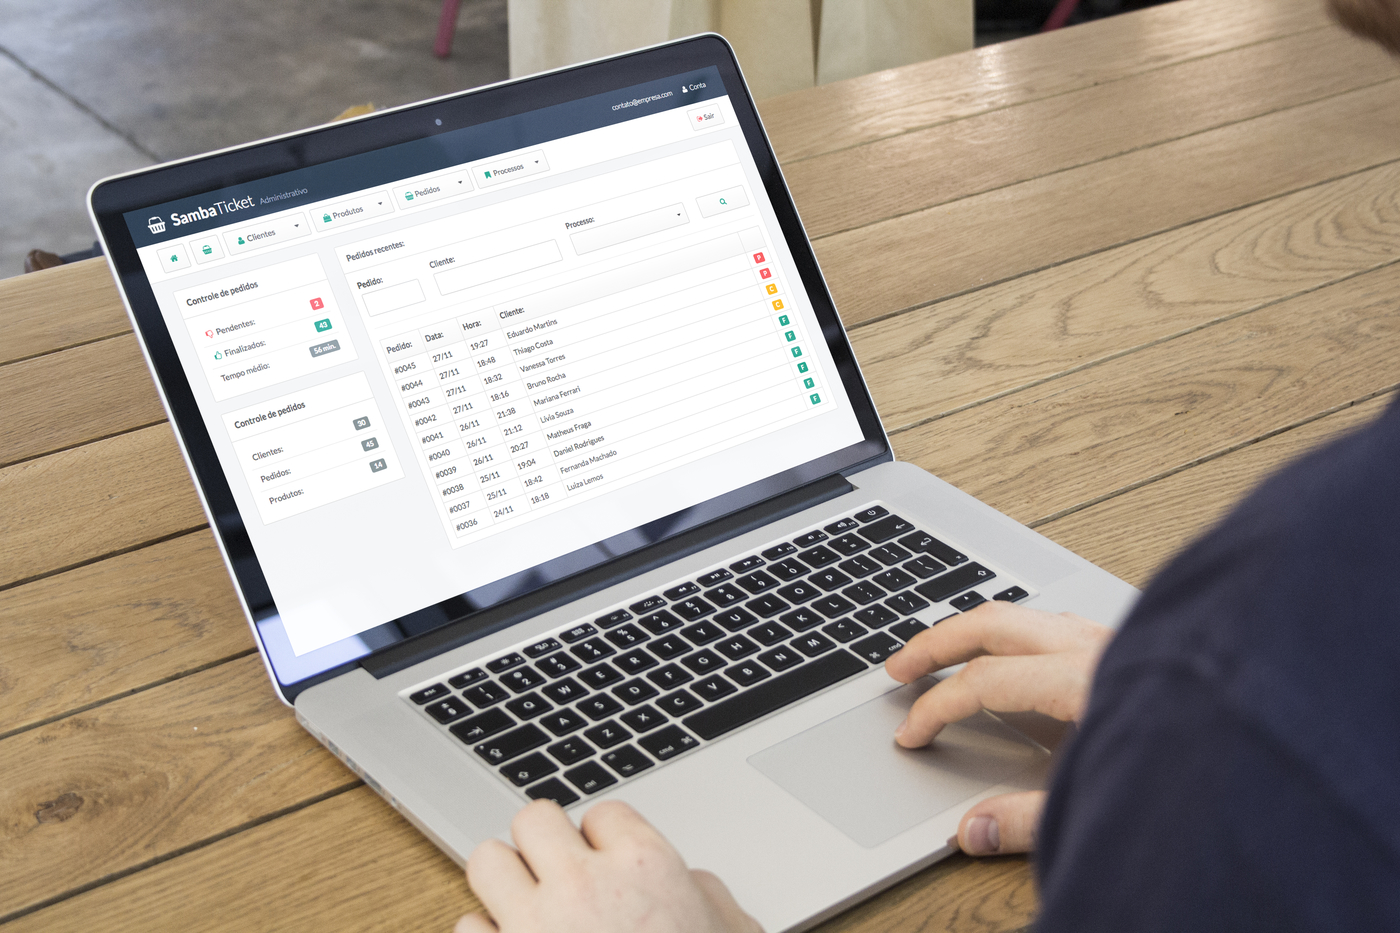 contato@empresa.com Conta
SambaTicket Administrativo
Sair
Clientes Produtos Pedidos Processos
Controle de pedidos
Pendentes: 2
Finalizados: 43
Tempo médio: 56 min.
Controle de pedidos
Clientes: 30
Pedidos: 45
Produtos: 14
Pedidos recentes:
Pedido: Cliente: Processo:
Pedido: Data: Hora: Cliente:
#0045 27/11 19:27 Eduardo Martins P
#0044 27/11 18:48 Thiago Costa P
#0043 27/11 18:32 Vanessa Torres C
#0042 27/11 18:16 Bruno Rocha C
#0041 26/11 21:38 Mariana Ferrari F
#0040 26/11 21:12 Livia Souza F
#0039 26/11 20:27 Matheus Fraga F
#0038 25/11 19:04 Daniel Rodrigues F
#0037 25/11 18:42 Fernanda Machado F
#0036 24/11 18:18 Luiza Lemos F
esc
Q W E R T Y U I O P
A S D F G H J K L
Z X C V B N M
ctrl cmd cmd